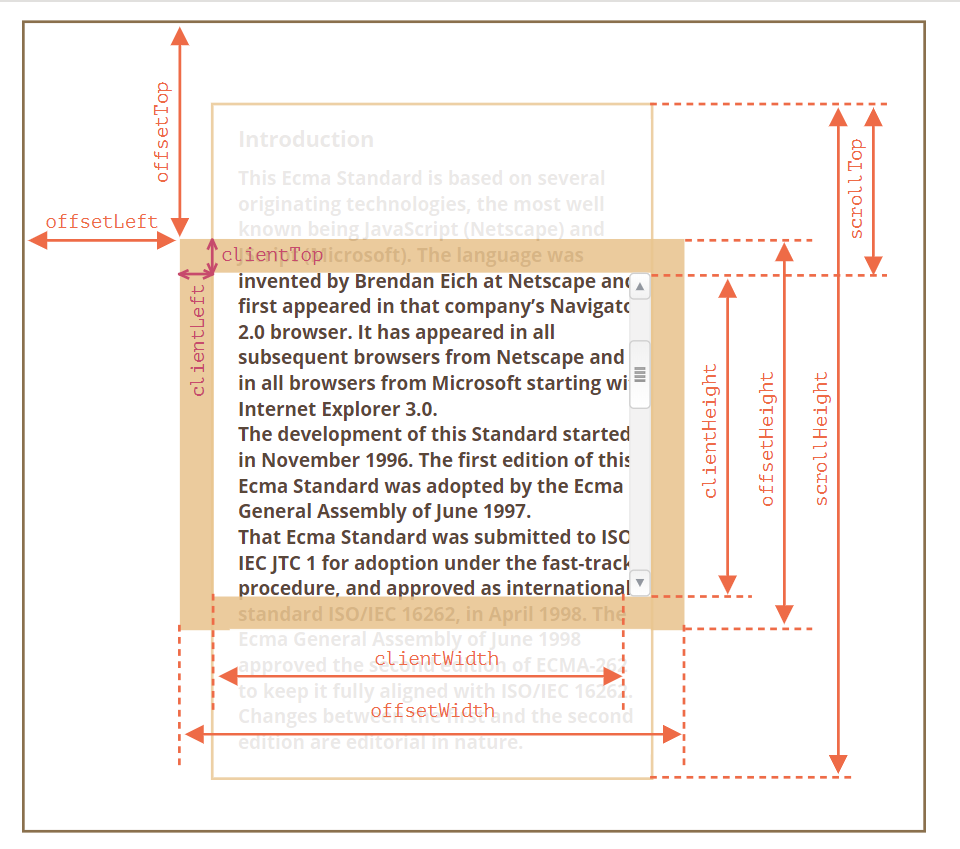 offsetTop
offsetLeft
scrollTop
Introduction
This Ecma Standard is based on several
originating technologies, the most well
known being JavaScript (Netscape) and
JScript (Microsoft). The language was
clientTop
clientLeft
invented by Brendan Eich at Netscape and
first appeared in that company’s Navigato
2.0 browser. It has appeared in all
subsequent browsers from Netscape and
in all browsers from Microsoft starting wi
Internet Explorer 3.0.
The development of this Standard started
in November 1996. The first edition of this
Ecma Standard was adopted by the Ecma
General Assembly of June 1997.
That Ecma Standard was submitted to ISO
IEC JTC 1 for adoption under the fast-track
procedure, and approved as international
standard ISO/IEC 16262, in April 1998. The
Ecma General Assembly of June 1998
approved the second edition of ECMA-262
to keep it fully aligned with ISO/IEC 16262.
Changes between the first and the second
edition are editorial in nature.
clientHeight
offsetHeight
scrollHeight
clientWidth
offsetWidth